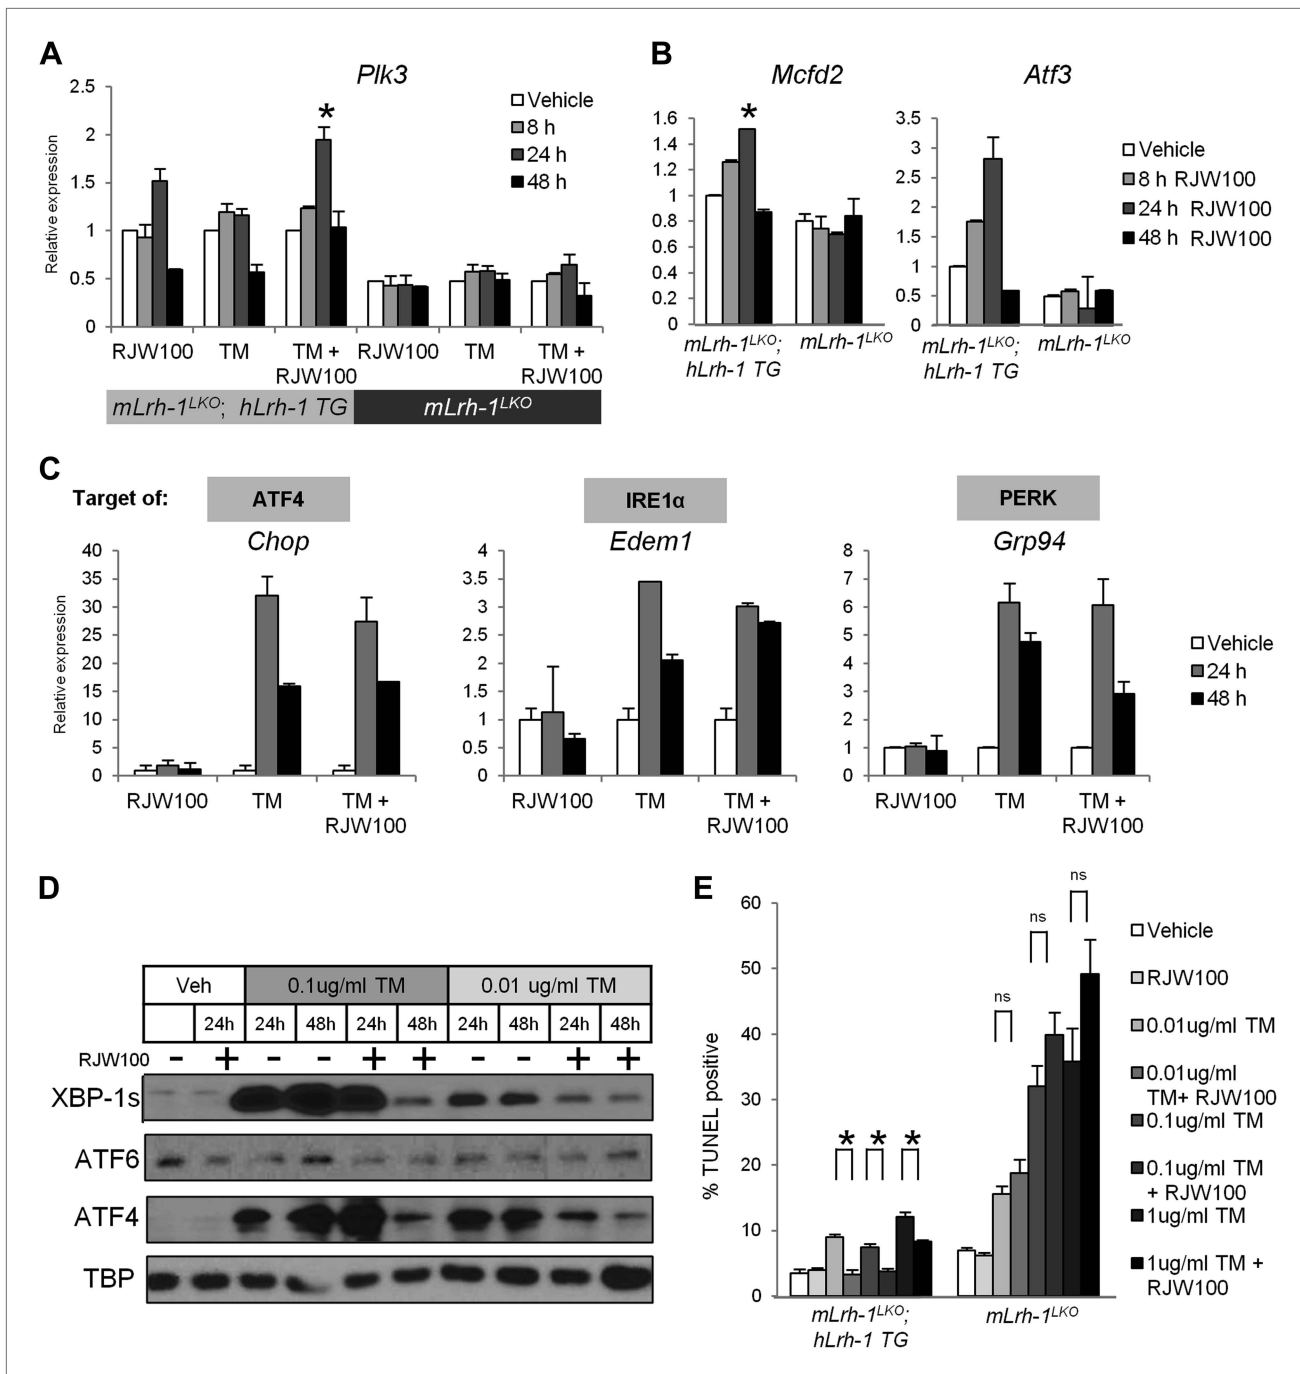 A
Plk3
2.5
2
1.5
1
0.5
0
Relative expression
*
Vehicle
8 h
24 h
48 h
RJW100 TM TM + RJW100 TM TM +
RJW100 RJW100
mLrh-1LKO; hLrh-1 TG mLrh-1LKO
B
Mcfd2
1.6
1.4
1.2
1
0.8
0.6
0.4
0.2
0
*
mLrh-1LKO; mLrh-1LKO
hLrh-1 TG
Atf3
3.5
3
2.5
2
1.5
1
0.5
0
mLrh-1LKO; mLrh-1LKO
hLrh-1 TG
Vehicle
8 h RJW100
24 h RJW100
48 h RJW100
C
Target of: ATF4 IRE1α PERK
Chop
40
35
30
25
20
15
10
5
0
Relative expression
RJW100 TM TM +
RJW100
Edem1
4
3.5
3
2.5
2
1.5
1
0.5
0
RJW100 TM TM +
RJW100
Grp94
8
7
6
5
4
3
2
1
0
RJW100 TM TM +
RJW100
Vehicle
24 h
48 h
D
Veh 0.1ug/ml TM 0.01 ug/ml TM
24h 24h 48h 24h 48h 24h 48h 24h 48h
RJW100 - + - - + + - - + +
XBP-1s
ATF6
ATF4
TBP
E
60
50
40
30
20
10
0
% TUNEL positive
* * *
ns
ns
ns
mLrh-1LKO; mLrh-1LKO
hLrh-1 TG
Vehicle
RJW100
0.01ug/ml TM
0.01ug/ml
TM+ RJW100
0.1ug/ml TM
0.1ug/ml TM
+ RJW100
1ug/ml TM
1ug/ml TM +
RJW100